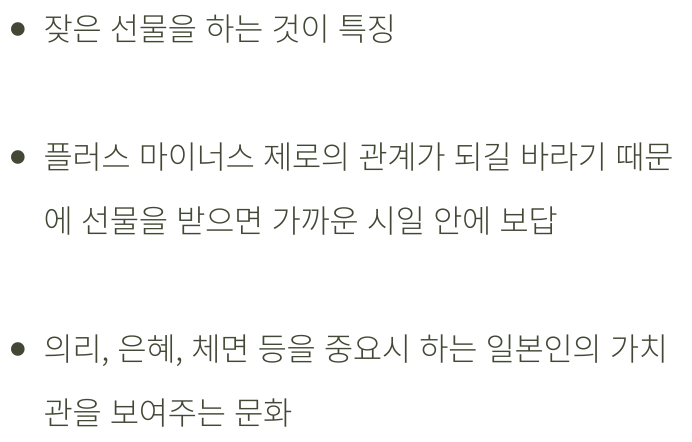 ● 잦은 선물을 하는 것이 특징
● 플러스 마이너스 제로의 관계가 되길 바라기 때문
에 선물을 받으면 가까운 시일 안에 보답
● 의리, 은혜, 체면 등을 중요시 하는 일본인의 가치
관을 보여주는 문화